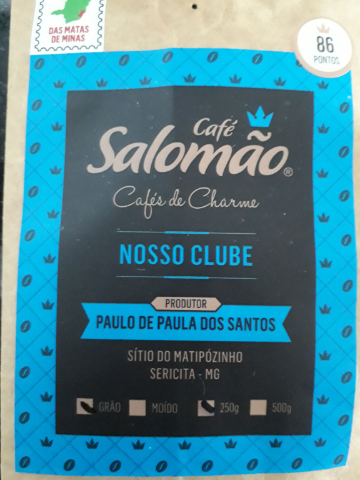 DAS MATAS
DE MINAS
86
PONTOS
Café
Salomão®
Cafés de Charme
NOSSO CLUBE
PRODUTOR
PAULO DE PAULA DOS SANTOS
SÍTIO DO MATIPÓZINHO
SERICITA - MG
GRÃO MOÍDO 250g 500g